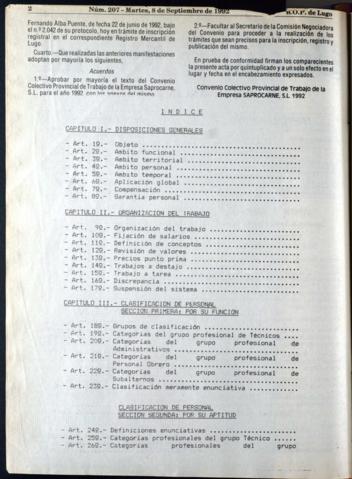 2
Núm. 207 - Martes, 8 de Septiembre de 1992
B.O.P. de Lugo
Fernando Alba Puente, de fecha 22 de junio de 1992, bajo
el n.º 2.042 de su protocolo, hoy en trámite de inscripción
registral en el correspondiente Registro Mercantil de
Lugo.
Cuarto.—Que realizadas las anteriores manifestaciones
adoptan por mayoría los siguientes,
Acuerdos
1.º—Aprobar por mayoría el texto del Convenio
Colectivo Provincial de Trabajo de la Empresa Saprocarne,
S.L. para el año 1992, con los anexos del mismo.
2.º—Facultar al Secretario de la Comisión Negociadora
del Convenio para proceder a la realización de los
trámites que sean precisos para la inscripción, registro y
publicación del mismo.
En prueba de conformidad firman los comparecientes
la presente acta por quintuplicado y a un solo efecto en el
lugar y fecha en el encabezamiento expresados.
Convenio Colectivo Provincial de Trabajo de la
Empresa SAPROCARNE, S.L 1992
I N D I C E
CAPITULO I.- DISPOSICIONES GENERALES
- Art. 1º.- Objeto
- Art. 2º.- Ambito funcional
- Art. 3º.- Ambito territorial
- Art. 4º.- Ambito personal
- Art. 5º.- Ambito temporal
- Art. 6º.- Aplicación global
- Art. 7º.- Compensación
- Art. 8º.- Garantía personal
CAPITULO II.- ORGANIZACION DEL TRABAJO
- Art. 9º.- Organización del trabajo
- Art. 10º.- Fijación de salarios
- Art. 11º.- Definición de conceptos
- Art. 12º.- Revisión de valores
- Art. 13º.- Precios punto prima
- Art. 14º.- Trabajos a destajo
- Art. 15º.- Trabajo a tarea
- Art. 16º.- Discrepancia
- Art. 17º.- Suspensión del sistema
CAPITULO III.- CLASIFICACION DE PERSONAL
SECCION PRIMERA: POR SU FUNCION
- Art. 18º.- Grupos de clasificación
- Art. 19º.- Categorías del grupo profesional de Técnicos
- Art. 20º.- Categorías del grupo profesional de
Administrativos
- Art. 21º.- Categorías del grupo profesional de
Personal Obrero
- Art. 22º.- Categorías del grupo profesional de
Subalternos
- Art. 23º.- Clasificación meramente enunciativa
CLASIFICACION DE PERSONAL
SECCION SEGUNDA: POR SU APTITUD
- Art. 24º.- Definiciones enunciativas
- Art. 25º.- Categorías profesionales del grupo Técnico
- Art. 26º.- Categorías profesionales del grupo